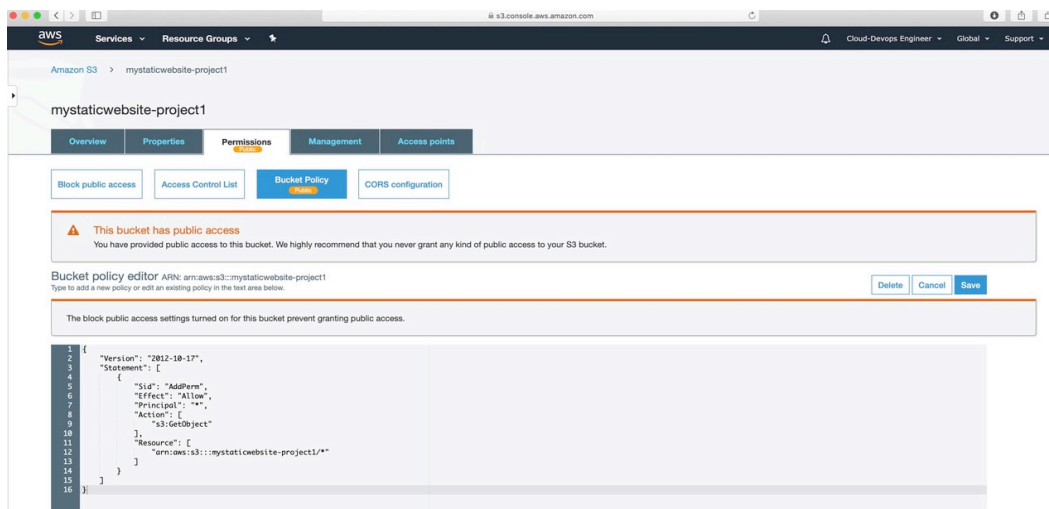 s3.console.aws.amazon.com
aws Services Resource Groups Cloud-Devops Engineer Global Support
Amazon S3 > mystaticwebsite-project1
mystaticwebsite-project1
Overview Properties Permissions Management Access points
Public
Block public access Access Control List Bucket Policy CORS configuration
Public
This bucket has public access
You have provided public access to this bucket. We highly recommend that you never grant any kind of public access to your S3 bucket.
Bucket policy editor ARN: arn:aws:s3:::mystaticwebsite-project1
Type to add a new policy or edit an existing policy in the text area below.
Delete Cancel Save
The block public access settings turned on for this bucket prevent granting public access.
1 {
2 "Version": "2012-10-17",
3 "Statement": [
4 {
5 "Sid": "AddPerm",
6 "Effect": "Allow",
7 "Principal": "*",
8 "Action": [
9 "s3:GetObject"
10 ],
11 "Resource": [
12 "arn:aws:s3:::mystaticwebsite-project1/*"
13 ]
14 }
15 ]
16 }